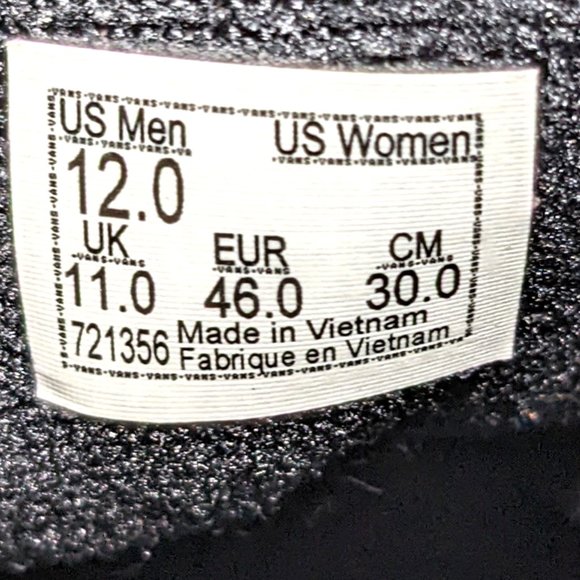 US Men US Women
12.0
UK EUR CM
11.0 46.0 30.0
721356 Made in Vietnam
Fabrique en Vietnam